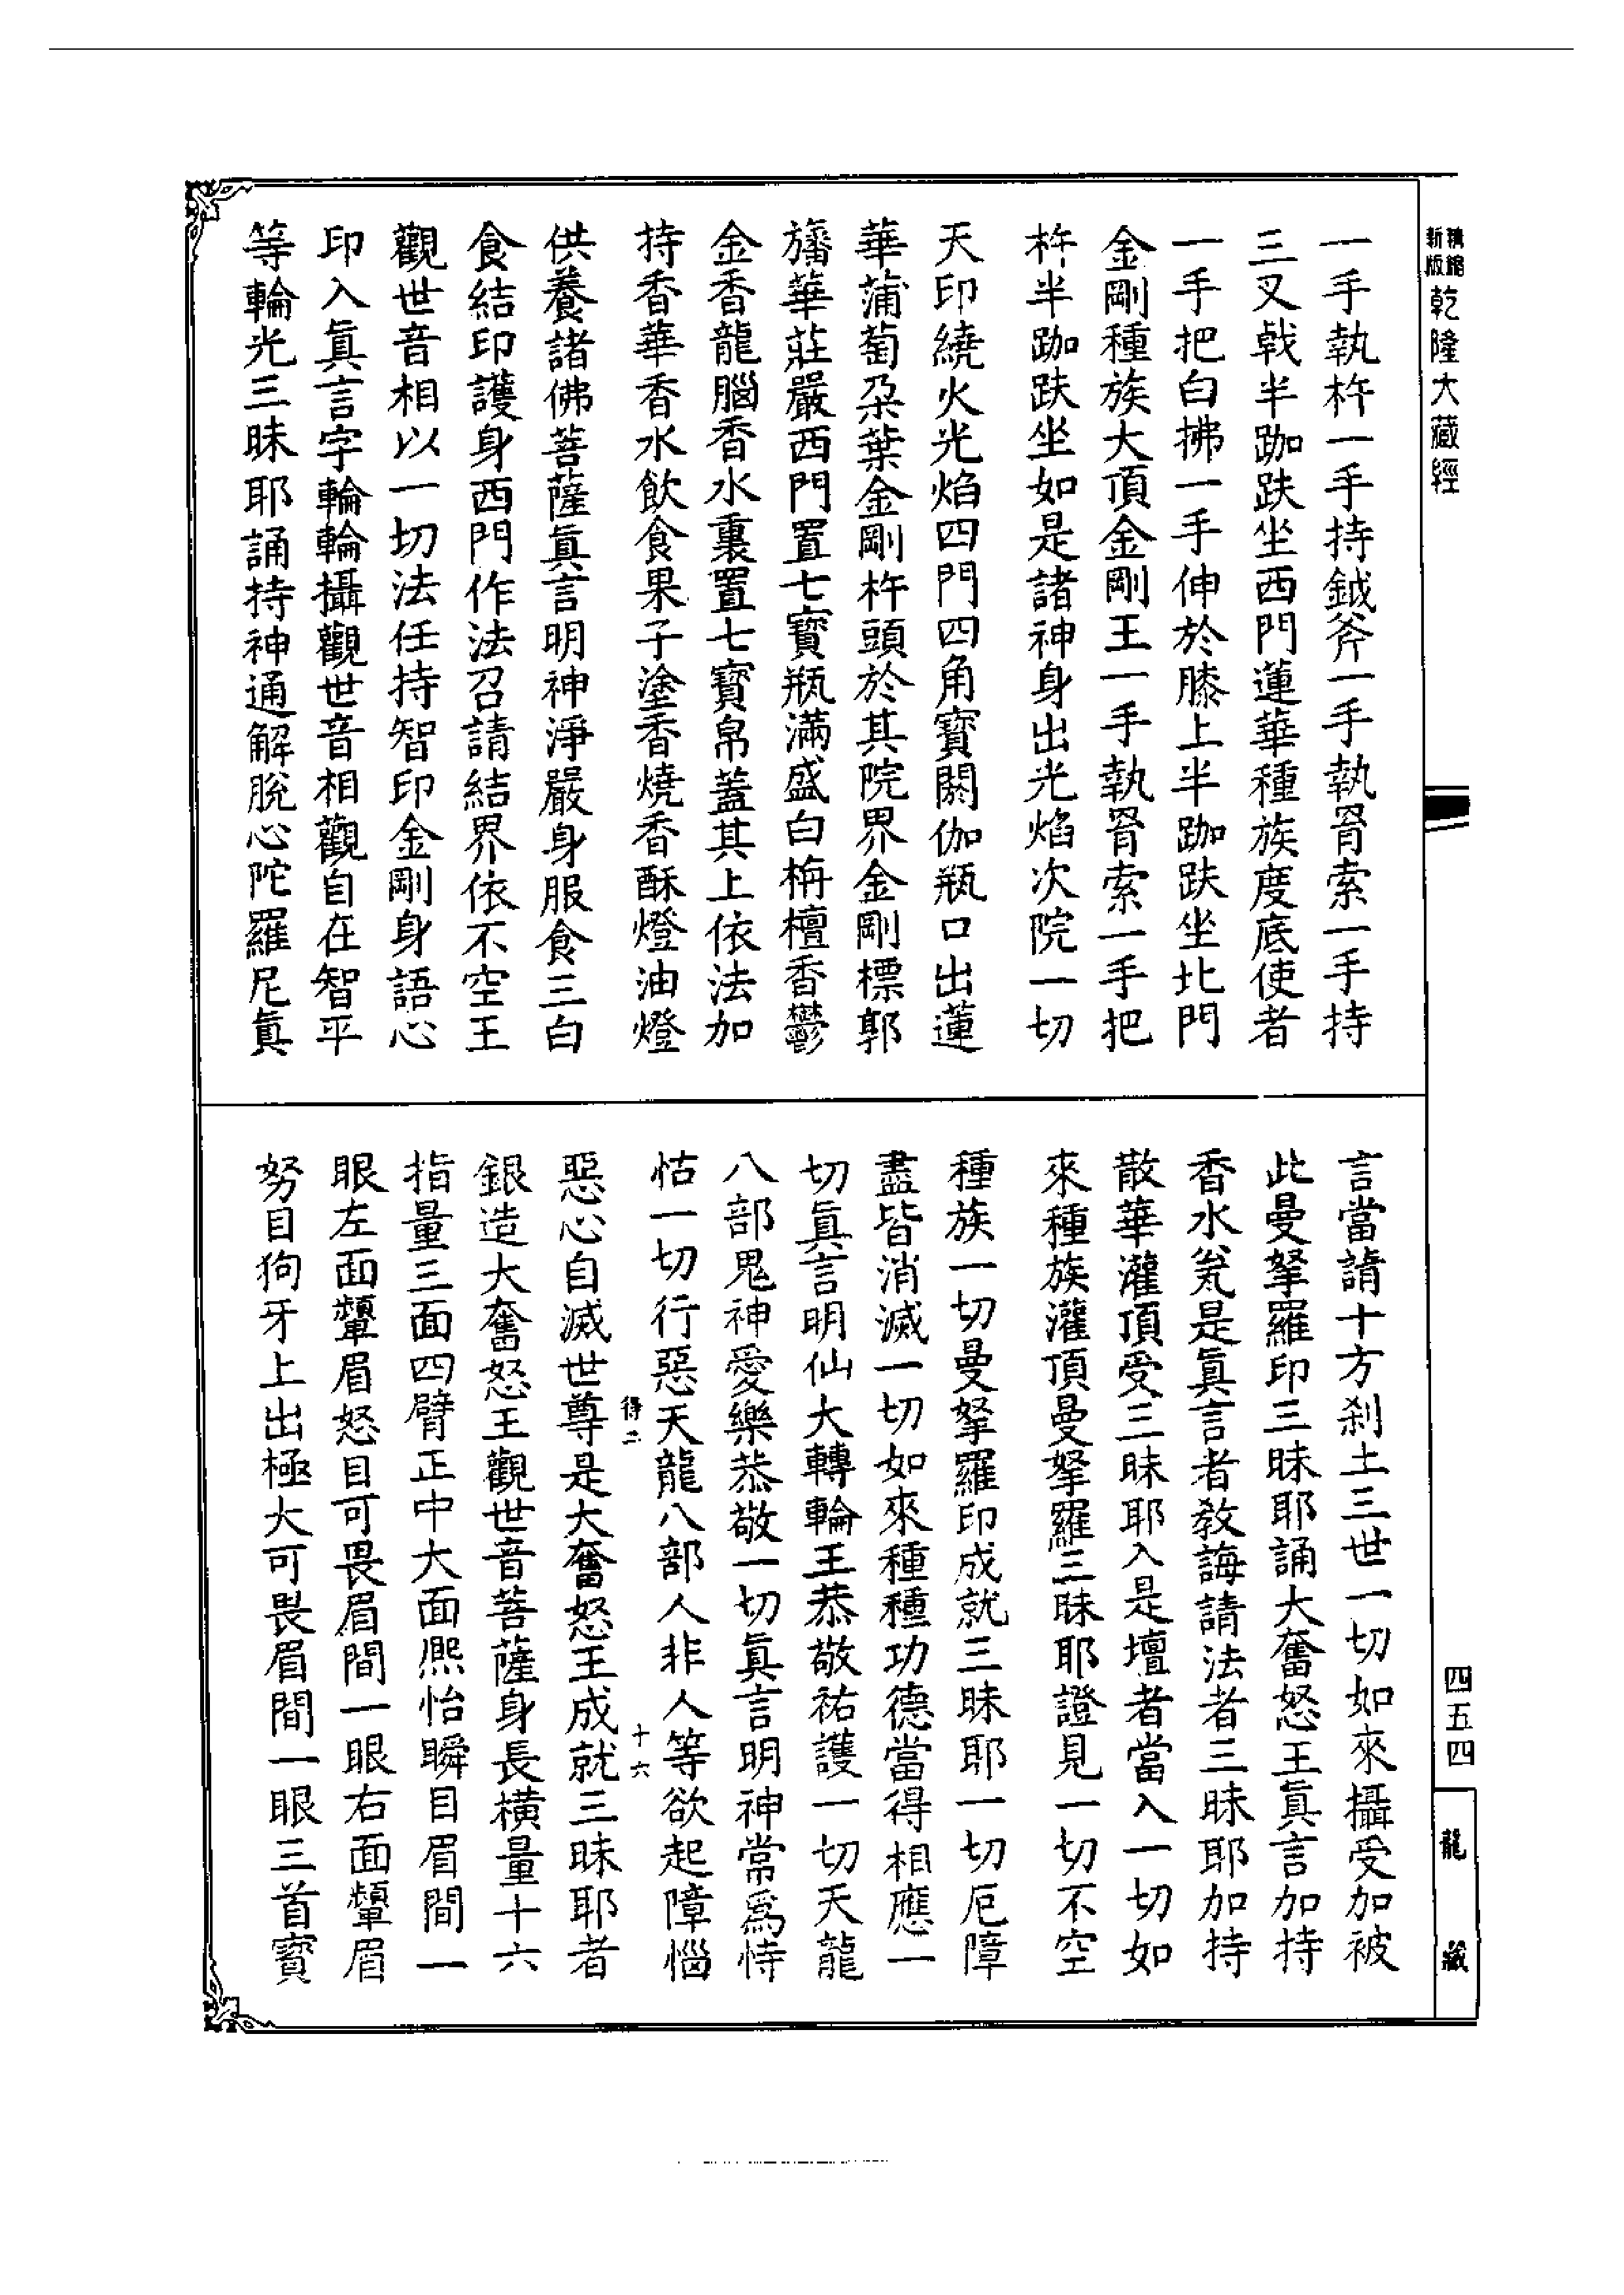 精縮新版乾隆大藏經
四五四
龍藏
一手執杵一手持鉞斧一手執罥索一手持
三叉戟半跏趺坐西門蓮華種族度底使者
一手把白拂一手伸於膝上半跏趺坐北門
金剛種族大頂金剛王一手執罥索一手把
杵半跏趺坐如是諸神身出光焰次院一切
天印繞火光焰四門四角寶閼伽瓶口出蓮
華蒲萄朶葉金剛杵頭於其院界金剛標郭
旛華莊嚴西門置七寶瓶滿盛白栴檀香鬱
金香龍腦香水裏置七寶帛蓋其上依法加
持香華香水飲食果子塗香燒香酥燈油燈
供養諸佛菩薩眞言明神淨嚴身服食三白
食結印護身西門作法召請結界依不空王
觀世音相以一切法任持智印金剛身語心
印入眞言字輪輪攝觀世音相觀自在智平
等輪光三昧耶誦持神通解脫心陀羅尼眞
言當請十方剎土三世一切如來攝受加被
此曼拏羅印三昧耶誦大奮怒王眞言加持
香水瓮是眞言者教誨請法者三昧耶加持
散華灌頂受三昧耶入是壇者當入一切如
來種族灌頂曼拏羅三昧耶證見一切不空
種族一切曼拏羅印成就三昧耶一切厄障
盡皆消滅一切如來種種功德當得相應一
切眞言明仙大轉輪王恭敬祐護一切天龍
八部鬼神愛樂恭敬一切眞言明神常爲恃
怙一切行惡天龍八部人非人等欲起障惱
得二 十六
惡心自滅世尊是大奮怒王成就三昧耶者
銀造大奮怒王觀世音菩薩身長橫量十六
指量三面四臂正中大面熈怡瞬目眉間一
眼左面顰眉怒目可畏眉間一眼右面顰眉
努目狗牙上出極大可畏眉間一眼三首寶